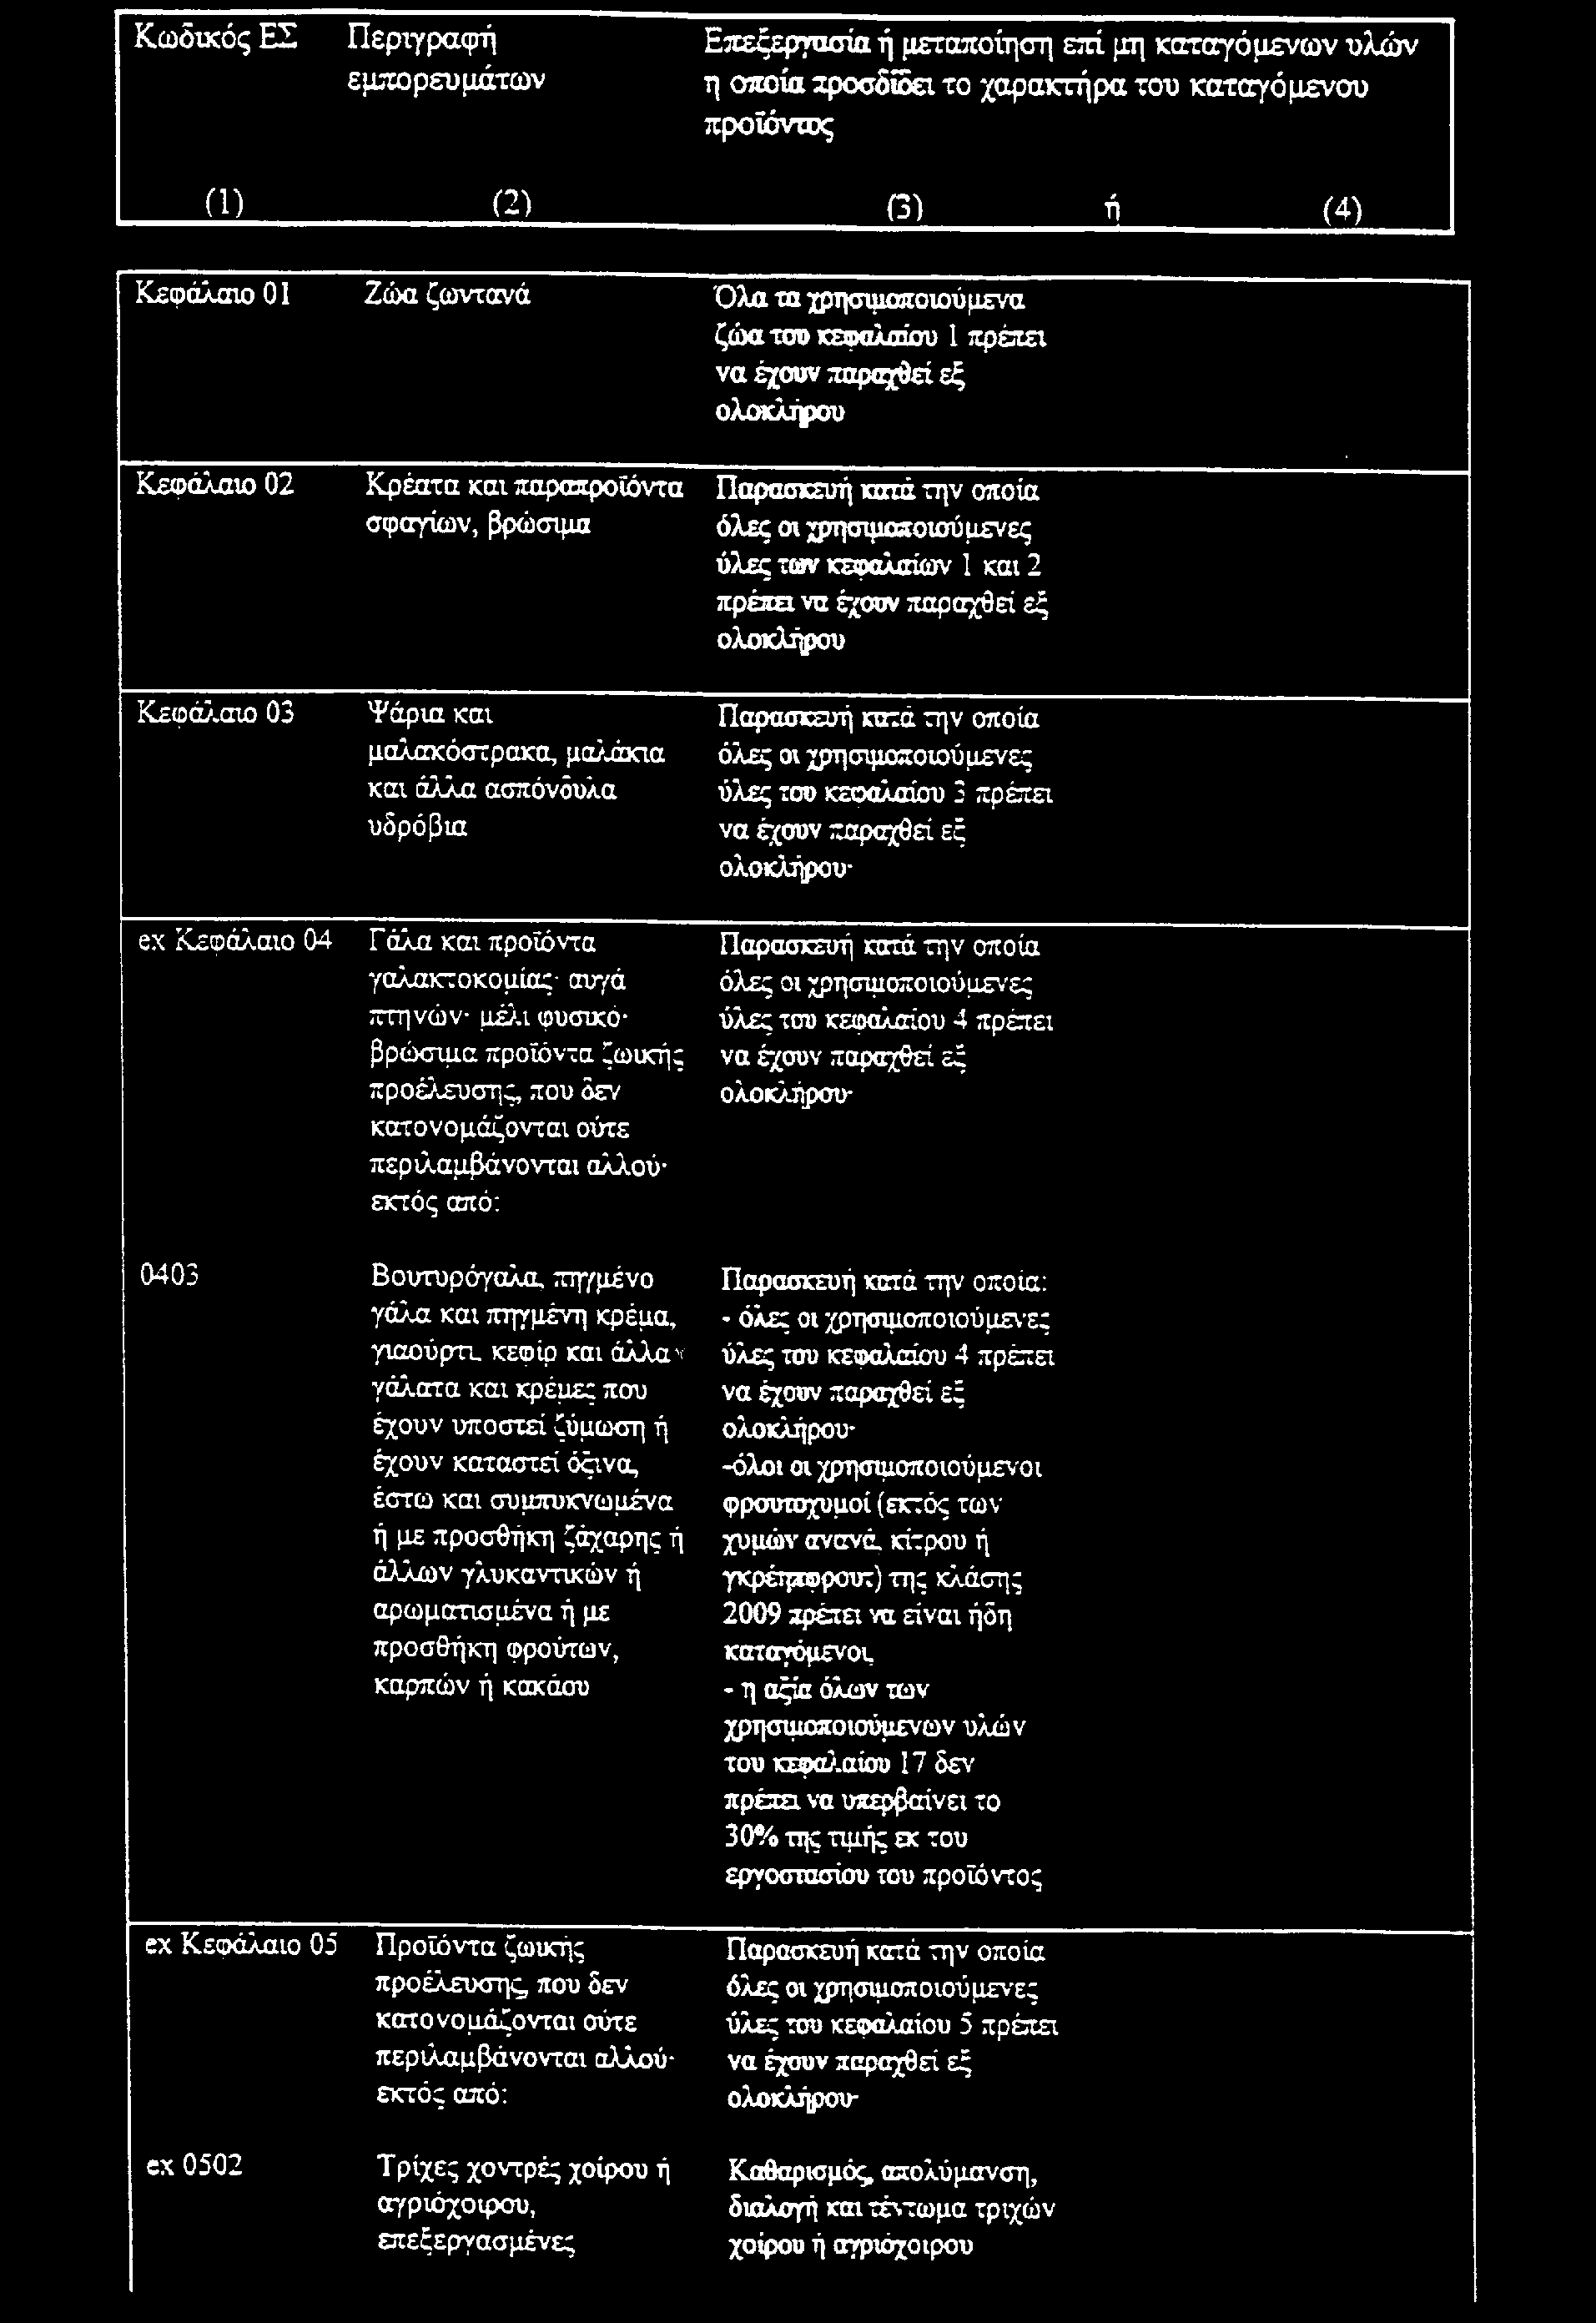 Κωδικός ΕΣ Περιγραφή Επεξεργασία ή μεταποίηση επί μη καταγόμενων υλών
εμπορευμάτων η οποία προσδίδει το χαρακτήρα του καταγόμενου
προϊόντος
(1) (2) (3) ή (4)
Κεφάλαιο 01 Ζώα ζωντανά Όλα τα χρησιμοποιούμενα
ζώα του κεφαλαίου 1 πρέπει
να έχουν παραχθεί εξ
ολοκλήρου
Κεφάλαιο 02 Κρέατα και παραπροϊόντα Παρασκευή κατά την οποία
σφαγίων, βρώσιμα όλες οι χρησιμοποιούμενες
ύλες των κεφαλαίων 1 και 2
πρέπει να έχουν παραχθεί εξ
ολοκλήρου
Κεφάλαιο 03 Ψάρια και Παρασκευή κατά την οποία
μαλακόστρακα, μαλάκια όλες οι χρησιμοποιούμενες
και άλλα ασπόνδυλα ύλες του κεφαλαίου 3 πρέπει
υδρόβια να έχουν παραχθεί εξ
ολοκλήρου·
ex Κεφάλαιο 04 Γάλα και προϊόντα Παρασκευή κατά την οποία
γαλακτοκομίας· αυγά όλες οι χρησιμοποιούμενες
πτηνών· μέλι φυσικό· ύλες του κεφαλαίου 4 πρέπει
βρώσιμα προϊόντα ζωικής να έχουν παραχθεί εξ
προέλευσης, που δεν ολοκλήρου·
κατονομάζονται ούτε
περιλαμβάνονται αλλού·
εκτός από:
0403 Βουτυρόγαλα, πηγμένο Παρασκευή κατά την οποία:
γάλα και πηγμένη κρέμα, - όλες οι χρησιμοποιούμενες
γιαούρτι, κεφίρ και άλλα ύλες του κεφαλαίου 4 πρέπει
γάλατα και κρέμες που να έχουν παραχθεί εξ
έχουν υποστεί ζύμωση ή ολοκλήρου·
έχουν καταστεί όξινα, -όλοι οι χρησιμοποιούμενοι
έστω και συμπυκνωμένα φρουτοχυμοί (εκτός των
ή με προσθήκη ζάχαρης ή χυμών ανανά, κίτρου ή
άλλων γλυκαντικών ή γκρέιπφρουτ) της κλάσης
αρωματισμένα ή με 2009 πρέπει να είναι ήδη
προσθήκη φρούτων, καταγόμενοι,
καρπών ή κακάου - η αξία όλων των
χρησιμοποιούμενων υλών
του κεφαλαίου 17 δεν
πρέπει να υπερβαίνει το
30% της τιμής εκ του
εργοστασίου του προϊόντος
ex Κεφάλαιο 05 Προϊόντα ζωικής Παρασκευή κατά την οποία
προέλευσης, που δεν όλες οι χρησιμοποιούμενες
κατονομάζονται ούτε ύλες του κεφαλαίου 5 πρέπει
περιλαμβάνονται αλλού· να έχουν παραχθεί εξ
εκτός από: ολοκλήρου·
ex 0502 Τρίχες χοντρές χοίρου ή Καθαρισμός, απολύμανση,
αγριόχοιρου, διαλογή και τέντωμα τριχών
επεξεργασμένες χοίρου ή αγριόχοιρου